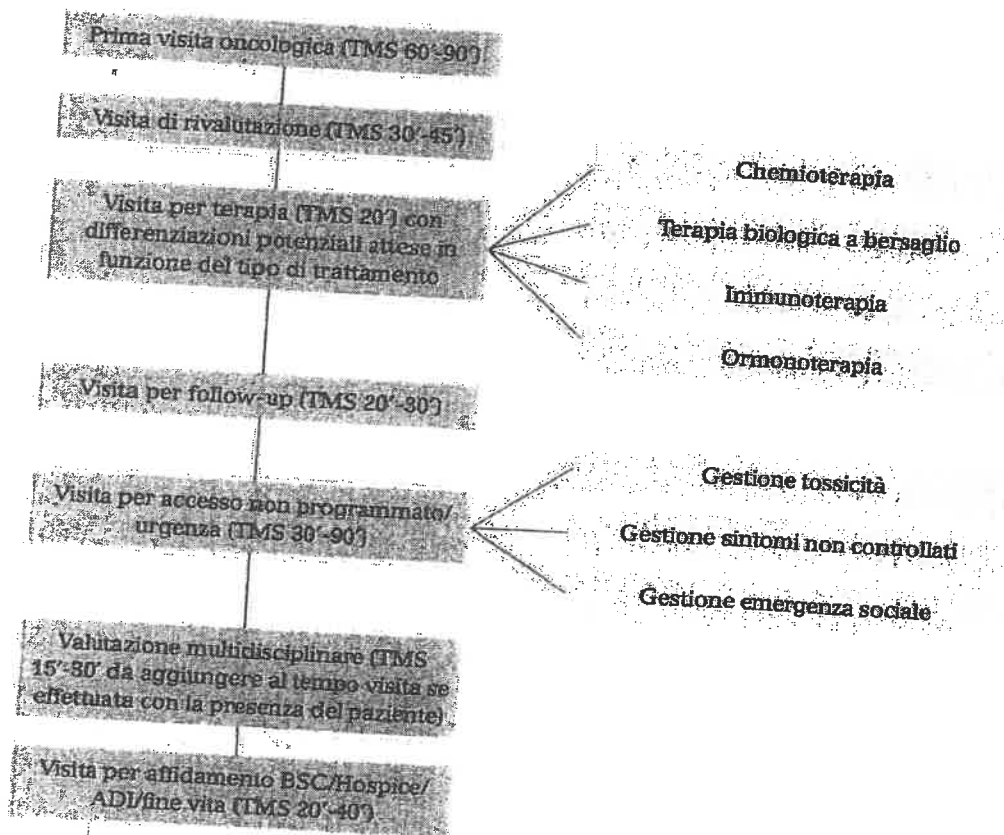 Prima visita oncologica (TMS 60'-90')
Visita di rivalutazione (TMS 30'-45')
Visita per terapia (TMS 20') con
differenziazioni potenziali attese in
funzione del tipo di trattamento
Chemioterapia
Terapia biologica a bersaglio
Immunoterapia
Ormonoterapia
Visita per follow-up (TMS 20'-30')
Visita per accesso non programmato/
urgenza (TMS 30'-90')
Gestione tossicità
Gestione sintomi non controllati
Gestione emergenza sociale
Valutazione multidisciplinare (TMS
15'-30' da aggiungere al tempo visita se
effettuata con la presenza del paziente)
Visita per affidamento BSC/Hospice/
ADI/fine vita (TMS 20'-40')